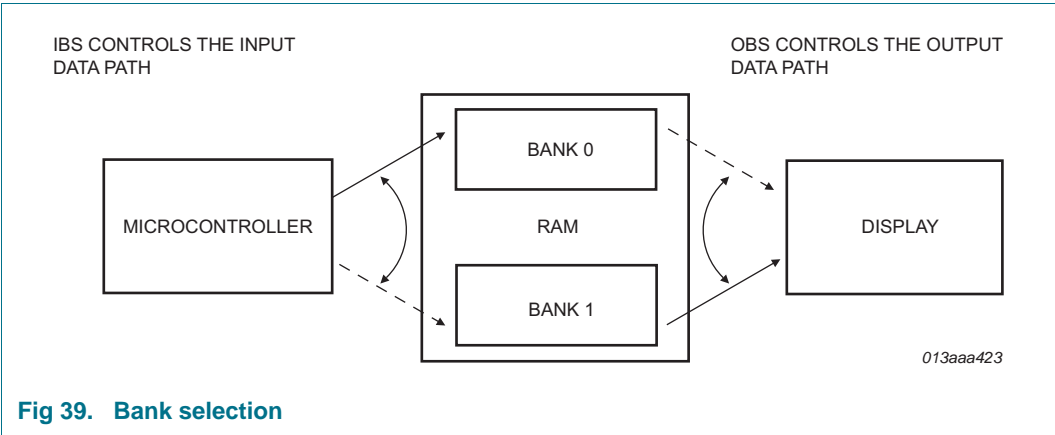 IBS CONTROLS THE INPUT
DATA PATH
OBS CONTROLS THE OUTPUT
DATA PATH
BANK 0
MICROCONTROLLER
RAM
DISPLAY
BANK 1
013aaa423
Fig 39. Bank selection